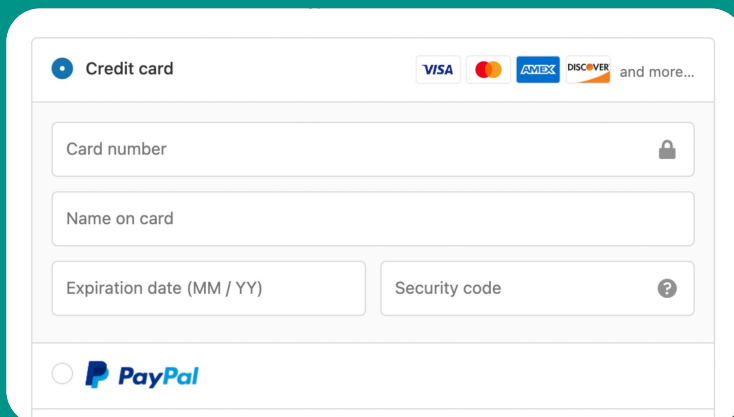 Credit card
VISA
AMEX
DISCOVER
and more...
Card number
Name on card
Expiration date (MM / YY)
Security code
?
PayPal